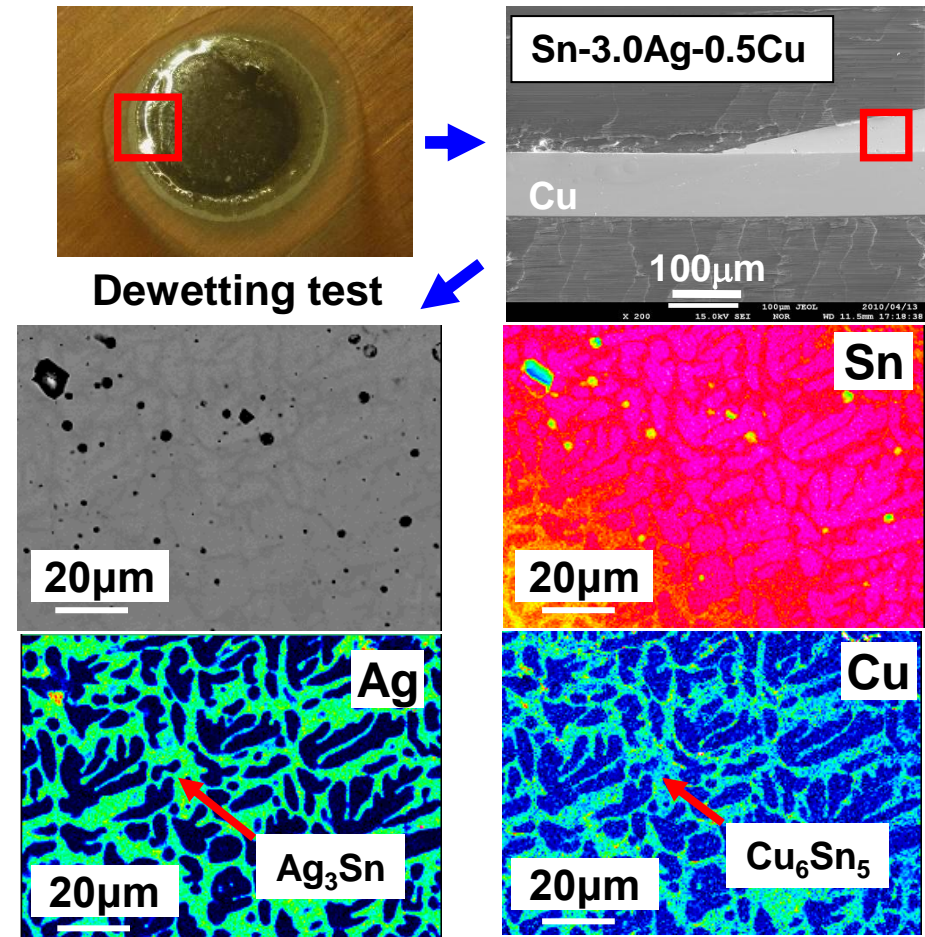 Sn-3.0Ag-0.5Cu
Cu
100μm
100μm JEOL 2010/04/13
X 200 15.0kV SEI NOR WD 11.5mm 17:18:38
Dewetting test
Sn
20μm
20μm
Ag
Cu
Ag₃Sn
Cu₆Sn₅
20μm
20μm